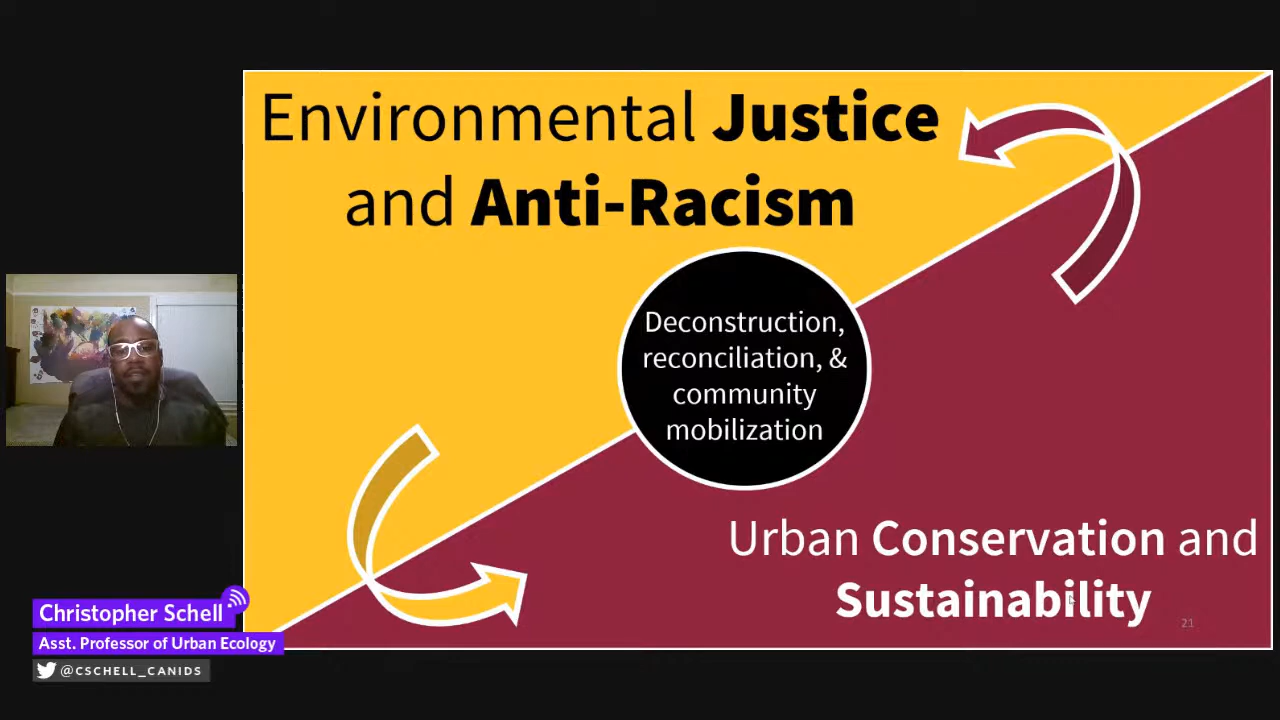 Environmental Justice
and Anti-Racism
Deconstruction,
reconciliation, &
community
mobilization
Urban Conservation and
Sustainability
21
Christopher Schell
Asst. Professor of Urban Ecology
@CSCHELL_CANIDS